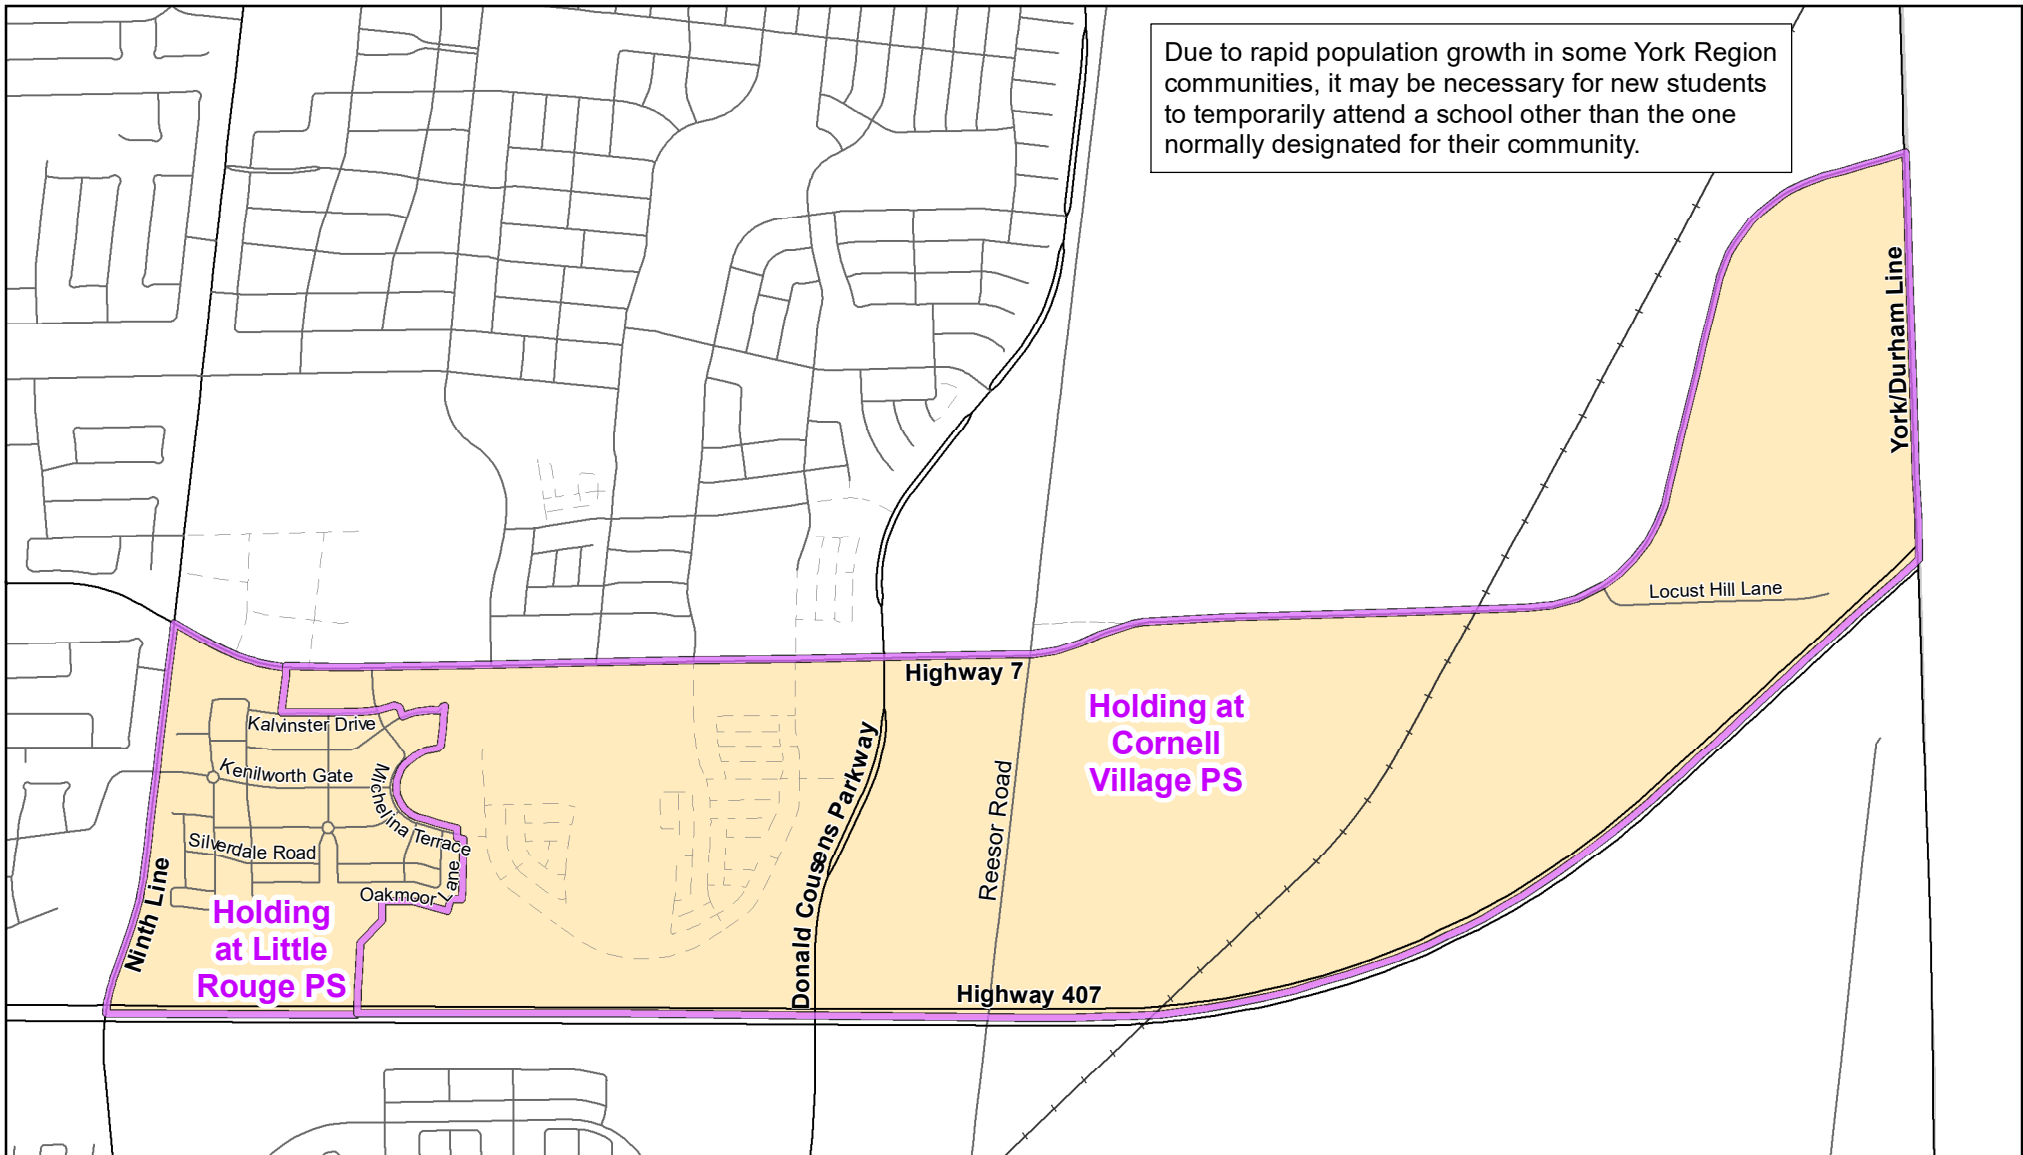 Due to rapid population growth in some York Region
communities, it may be necessary for new students
to temporarily attend a school other than the one
normally designated for their community.
York/Durham Line
Locust Hill Lane
Highway 7
Holding at
Cornell
Village PS
Kalvinster Drive
Kenilworth Gate
Michelina Terrace
Silverdale Road
Oakmoor Lane
Donald Cousens Parkway
Reesor Road
Ninth Line
Holding
at Little
Rouge PS
Highway 407